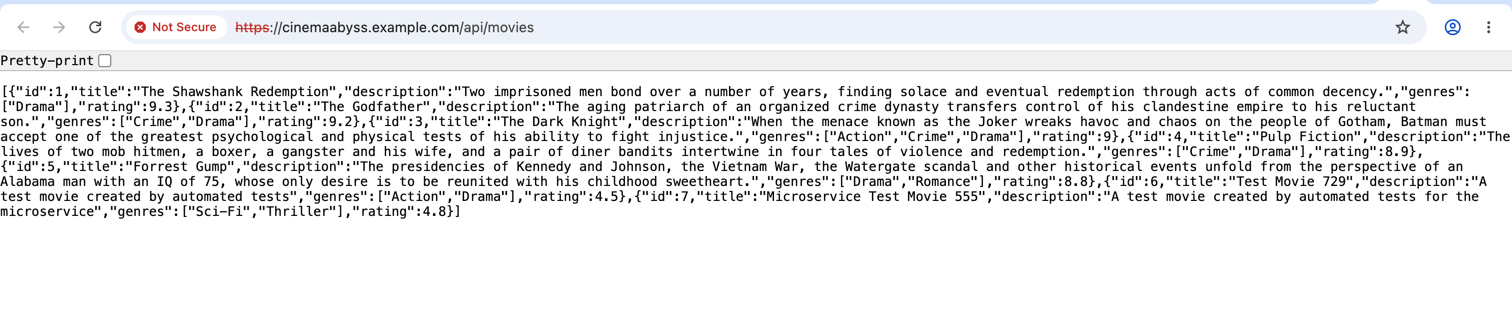 Not Secure https://cinemaabyss.example.com/api/movies
Pretty-print
[{"id":1,"title":"The Shawshank Redemption","description":"Two imprisoned men bond over a number of years, finding solace and eventual redemption through acts of common decency.","genres":
["Drama"],"rating":9.3},{"id":2,"title":"The Godfather","description":"The aging patriarch of an organized crime dynasty transfers control of his clandestine empire to his reluctant
son.","genres":["Crime","Drama"],"rating":9.2},{"id":3,"title":"The Dark Knight","description":"When the menace known as the Joker wreaks havoc and chaos on the people of Gotham, Batman must
accept one of the greatest psychological and physical tests of his ability to fight injustice.","genres":["Action","Crime","Drama"],"rating":9},{"id":4,"title":"Pulp Fiction","description":"The
lives of two mob hitmen, a boxer, a gangster and his wife, and a pair of diner bandits intertwine in four tales of violence and redemption.","genres":["Crime","Drama"],"rating":8.9},
{"id":5,"title":"Forrest Gump","description":"The presidencies of Kennedy and Johnson, the Vietnam War, the Watergate scandal and other historical events unfold from the perspective of an
Alabama man with an IQ of 75, whose only desire is to be reunited with his childhood sweetheart.","genres":["Drama","Romance"],"rating":8.8},{"id":6,"title":"Test Movie 729","description":"A
test movie created by automated tests","genres":["Action","Drama"],"rating":4.5},{"id":7,"title":"Microservice Test Movie 555","description":"A test movie created by automated tests for the
microservice","genres":["Sci-Fi","Thriller"],"rating":4.8}]